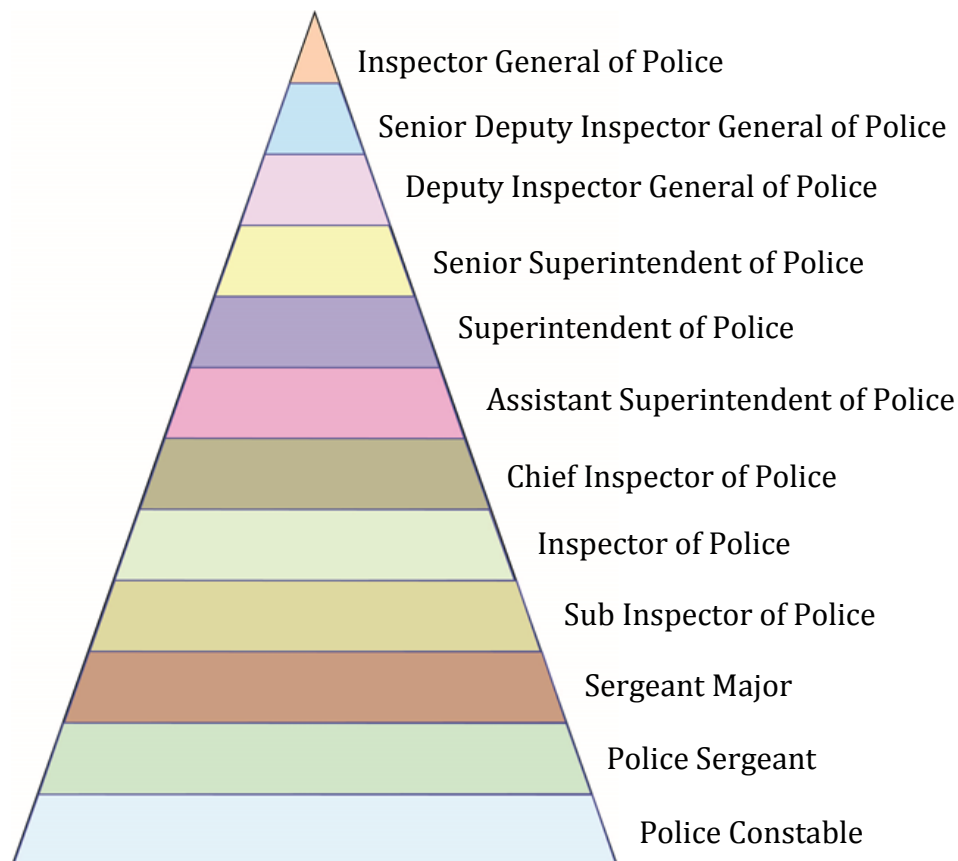 Inspector General of Police
Senior Deputy Inspector General of Police
Deputy Inspector General of Police
Senior Superintendent of Police
Superintendent of Police
Assistant Superintendent of Police
Chief Inspector of Police
Inspector of Police
Sub Inspector of Police
Sergeant Major
Police Sergeant
Police Constable